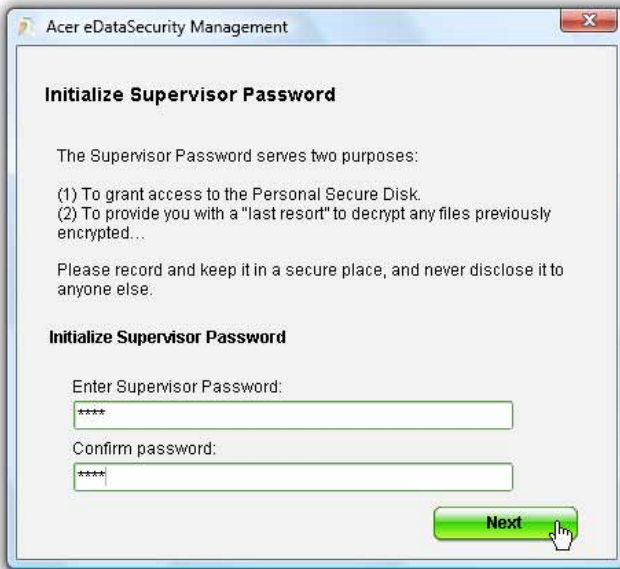 Acer eDataSecurity Management
X
Initialize Supervisor Password
The Supervisor Password serves two purposes:
(1) To grant access to the Personal Secure Disk.
(2) To provide you with a "last resort" to decrypt any files previously
encrypted...
Please record and keep it in a secure place, and never disclose it to
anyone else.
Initialize Supervisor Password
Enter Supervisor Password:
****
Confirm password:
****
Next